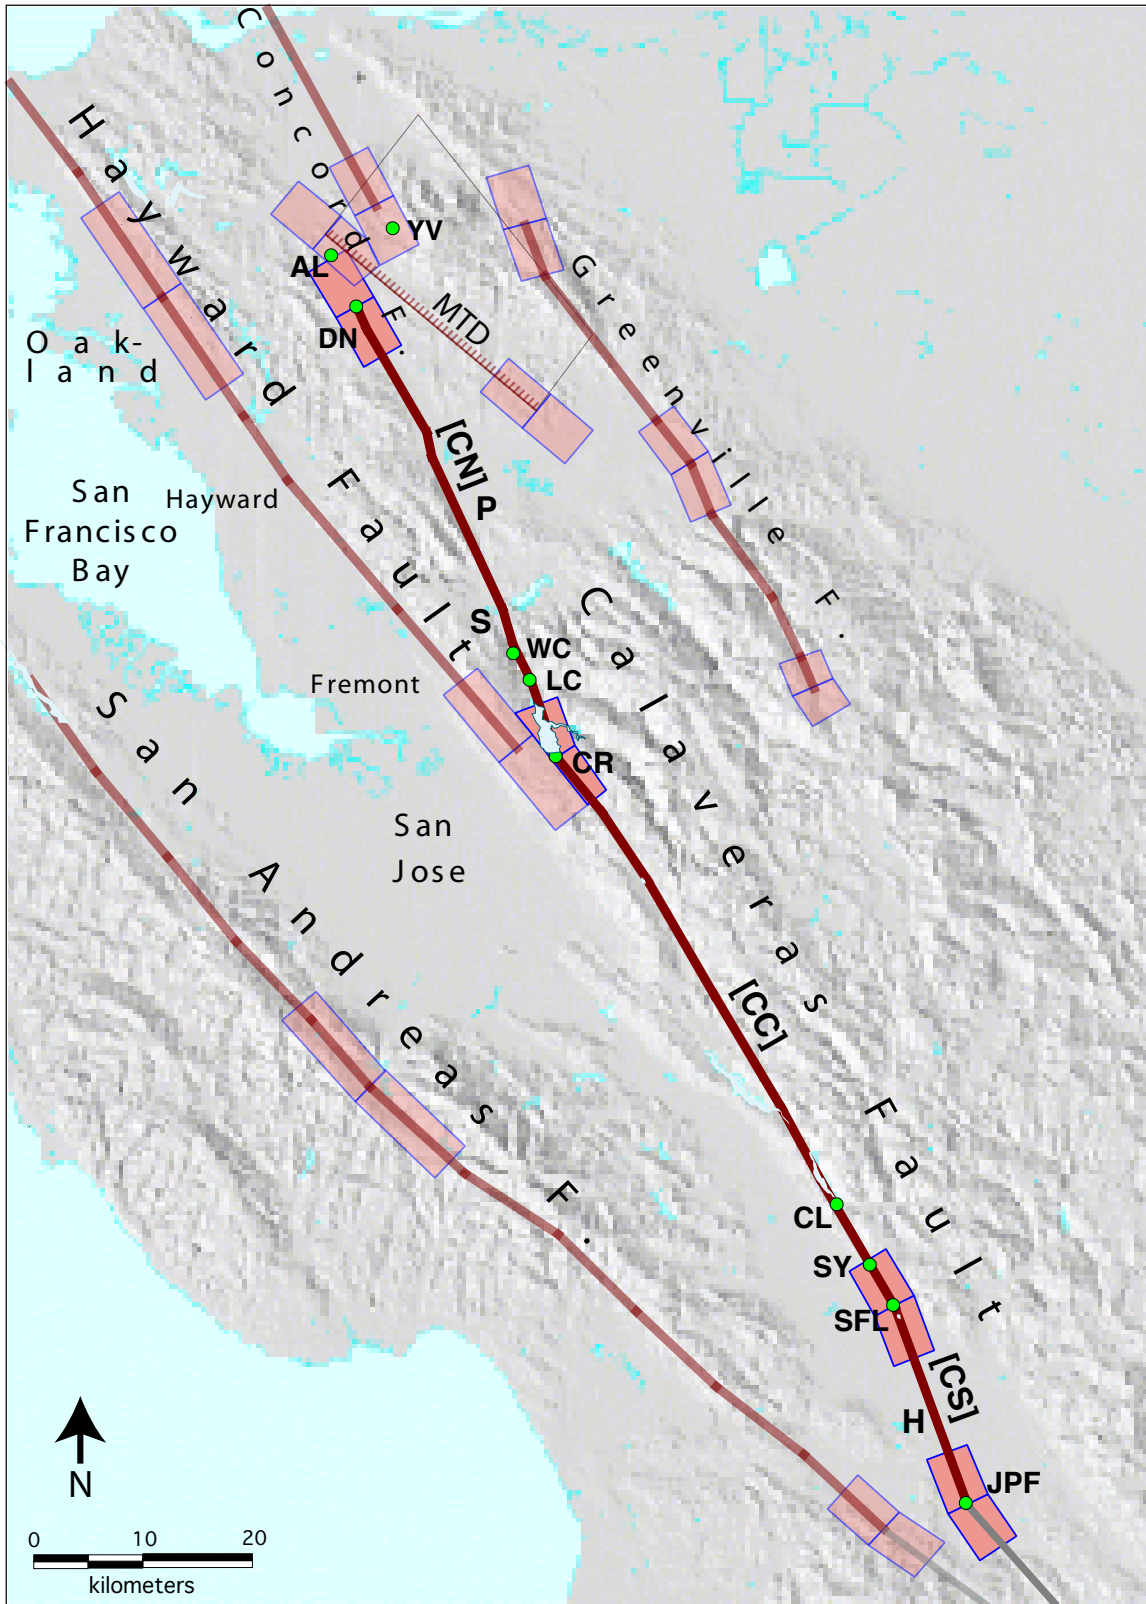 Concord F.
Hayward Fault
YV
AL
Greenville F.
MTD
DN
Oak-
land
[CN]
P
San
Francisco
Bay
Hayward
Calaveras Fault
S
WC
LC
Fremont
San Andreas F.
CR
San
Jose
[CC]
CL
SY
SFL
[CS]
H
JPF
N
0 10 20
kilometers